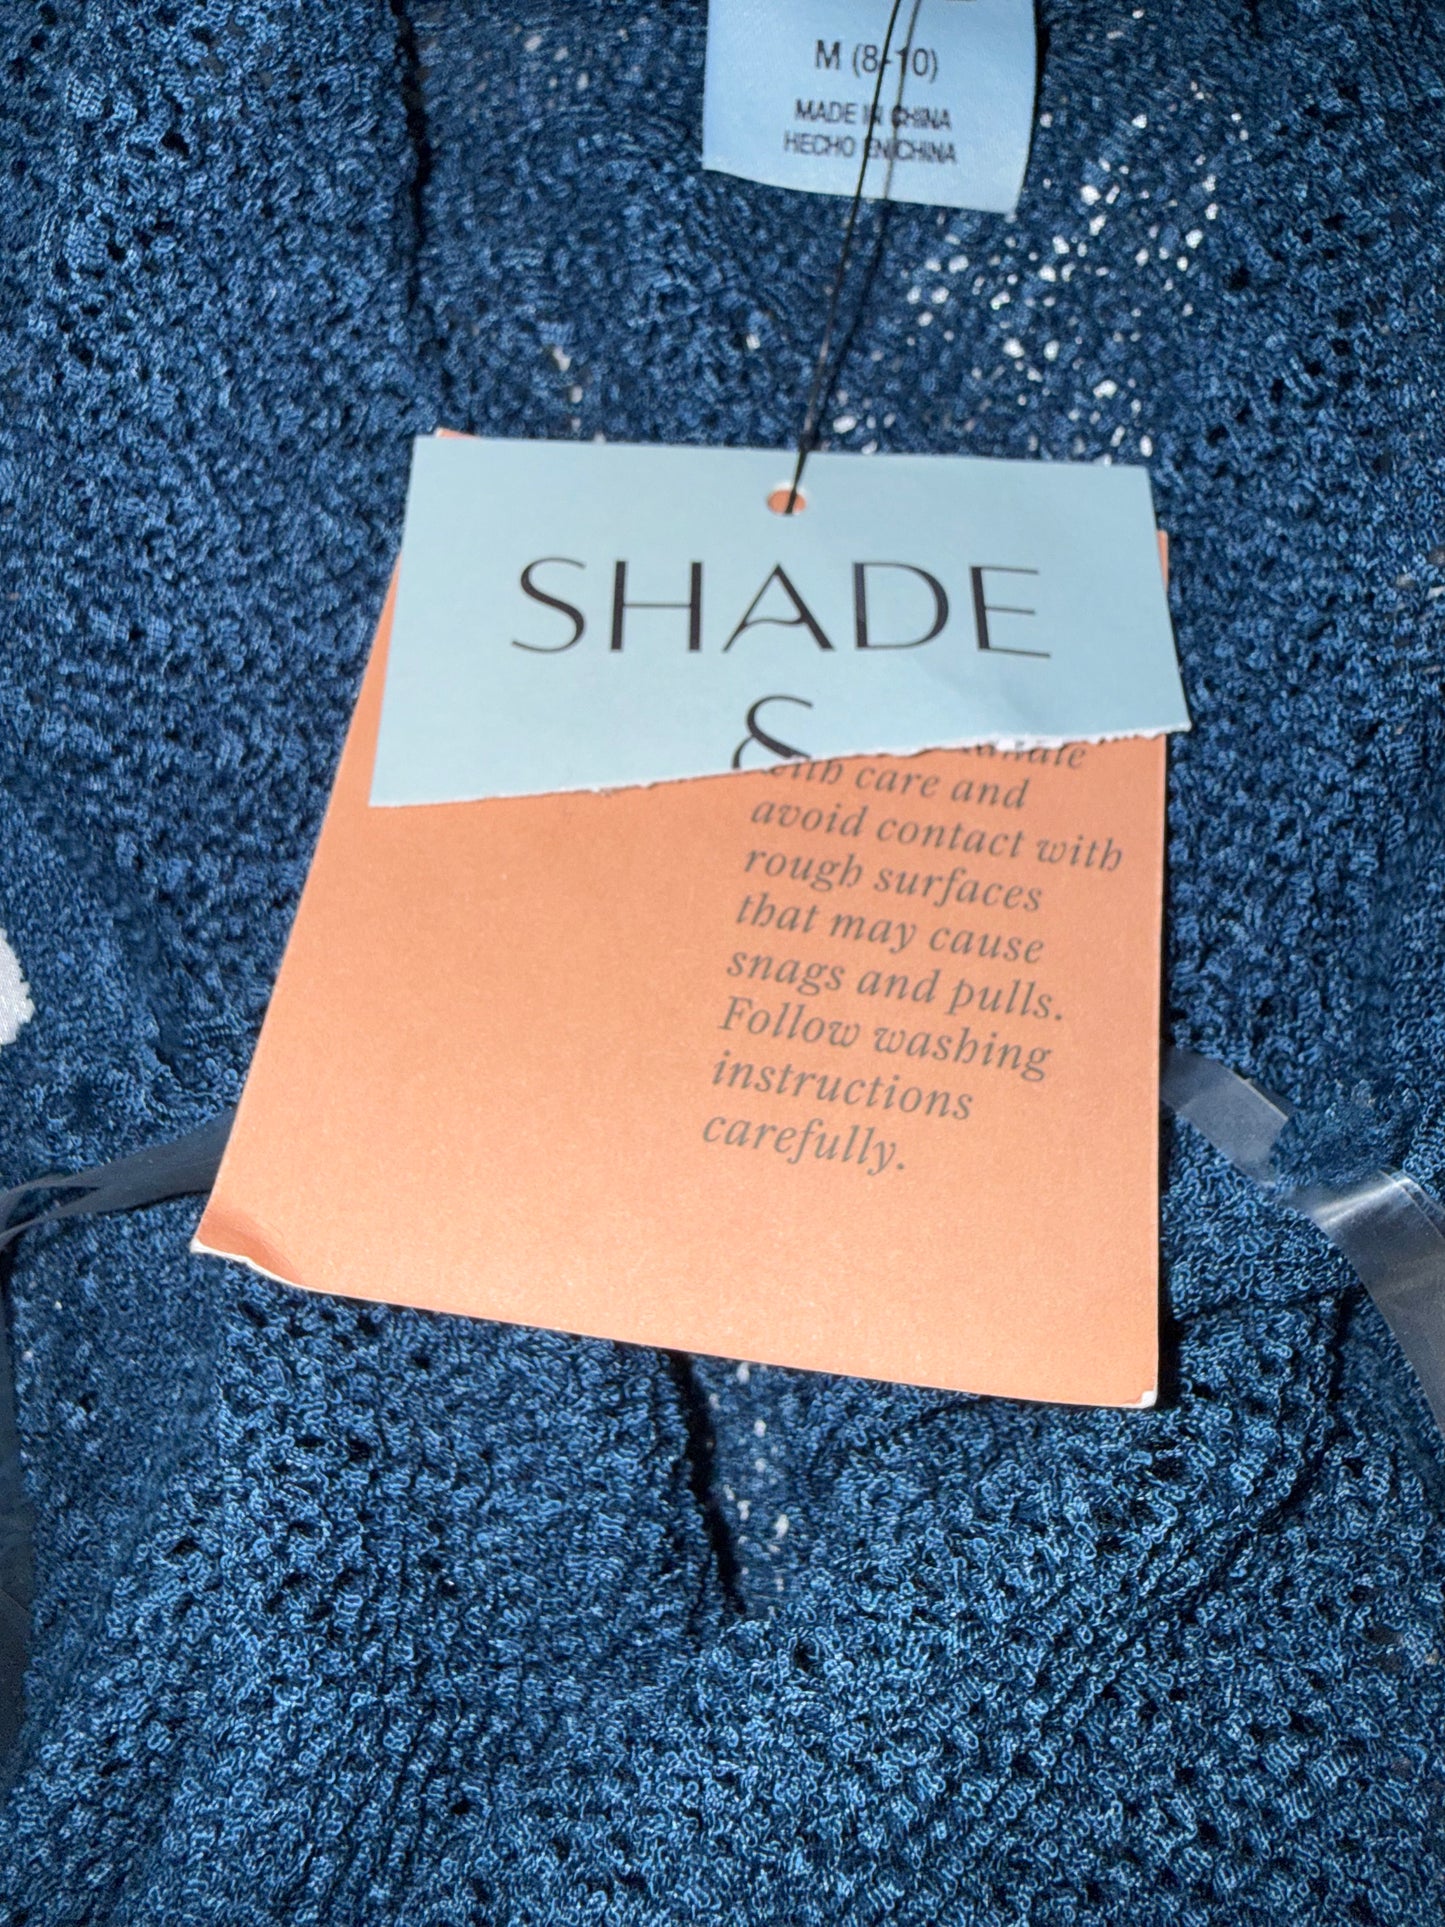 M (8-10)
MADE IN CHINA
HECHO EN CHINA
SHADE
&
with care and
avoid contact with
rough surfaces
that may cause
snags and pulls.
Follow washing
instructions
carefully.